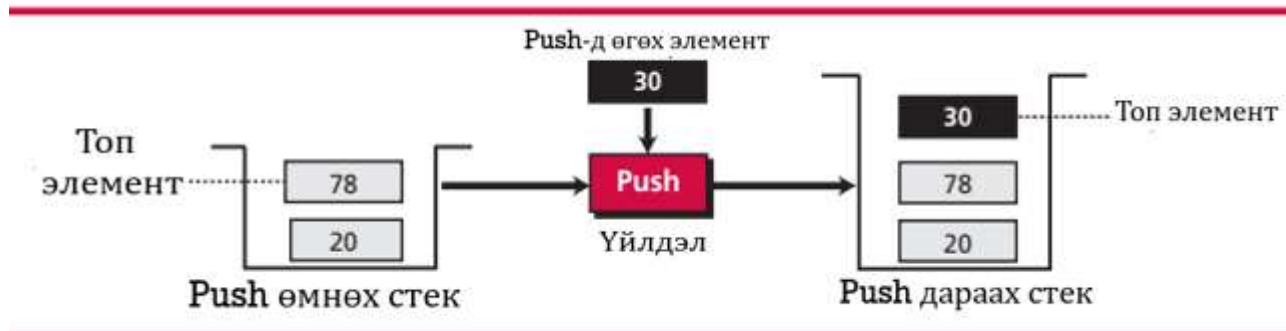 Push-д өгөх элемент
30
30
Топ элемент
Топ
элемент
78
Push
78
20
20
Үйлдэл
Push өмнөх стек
Push дараах стек